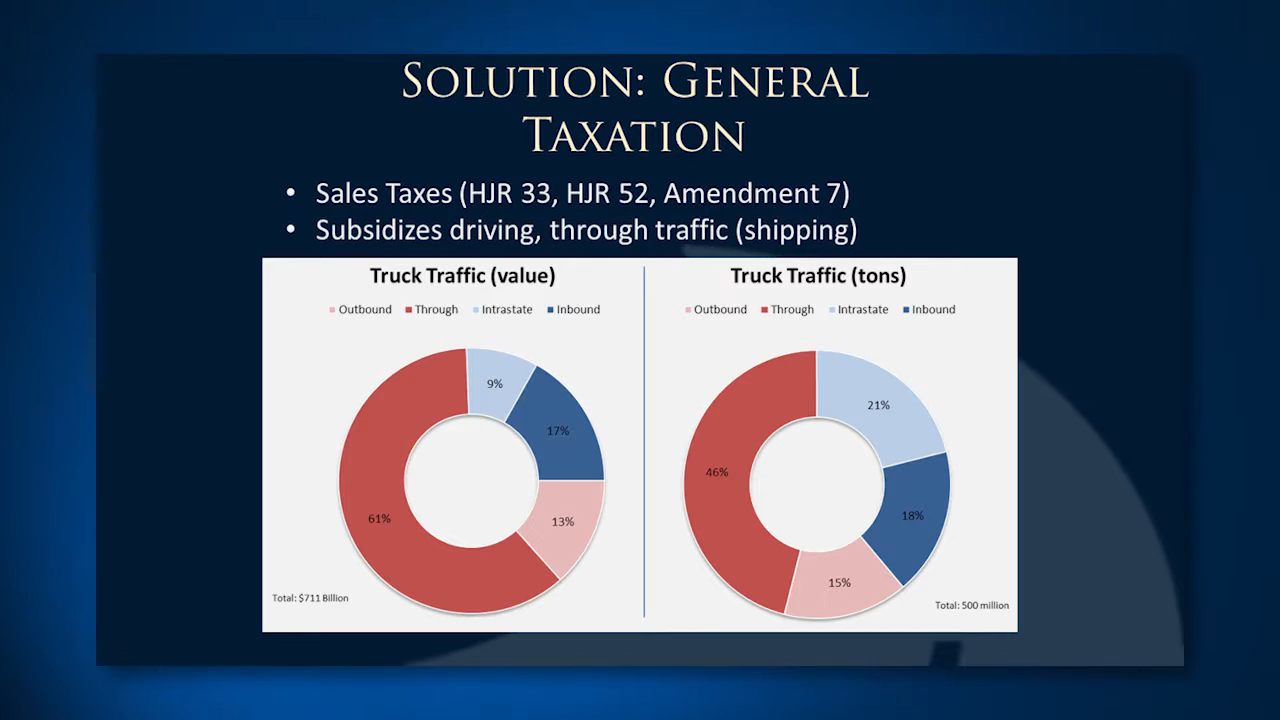 SOLUTION: GENERAL
TAXATION
• Sales Taxes (HJR 33, HJR 52, Amendment 7)
• Subsidizes driving, through traffic (shipping)
Truck Traffic (value)
Outbound Through Intrastate Inbound
9%
17%
61%
13%
Total: $711 Billion
Truck Traffic (tons)
Outbound Through Intrastate Inbound
21%
46%
18%
15%
Total: 500 million